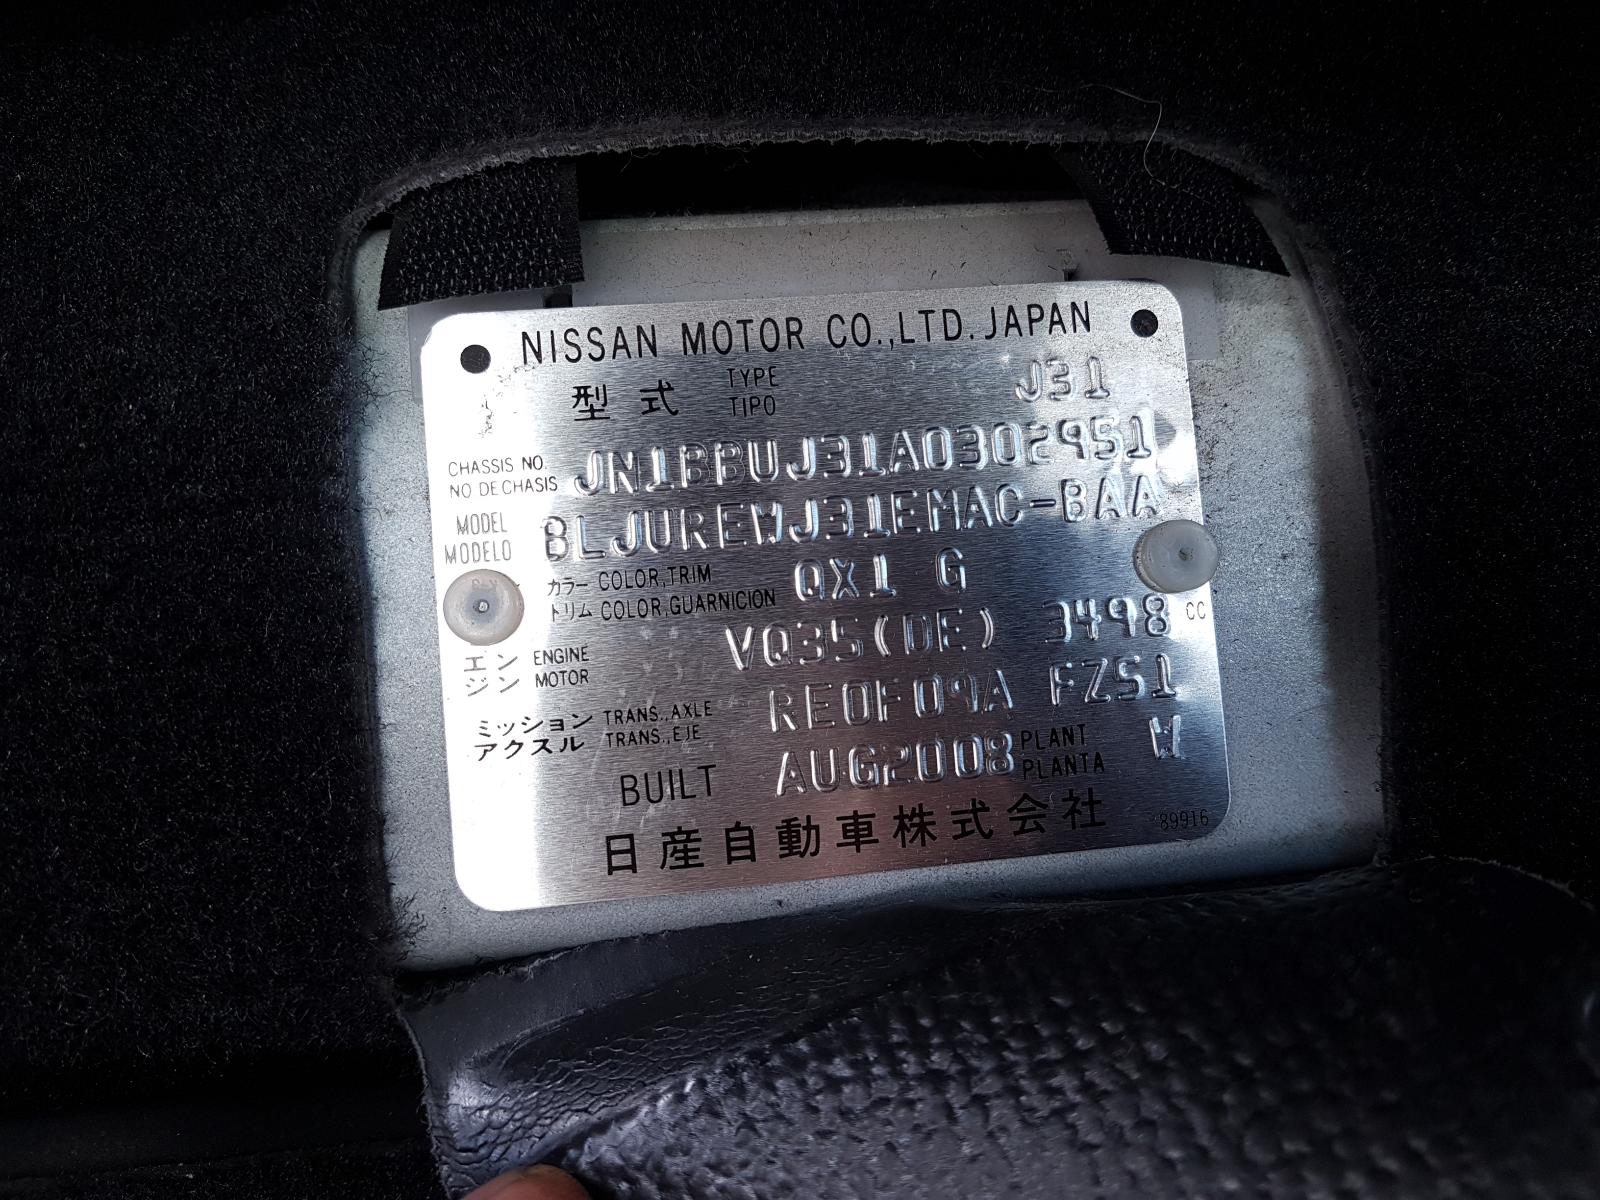 NISSAN MOTOR CO.,LTD. JAPAN
型式 TYPE J31
TIPO
CHASSIS NO. JN1BBUJ31A0302951
NO DE CHASIS
MODEL BLJUREWJ31EMAC-BAA
MODELO
カラー COLOR,TRIM QX1 G
トリム COLOR,GUARNICION
エン ENGINE VQ35(DE) 3498 CC
ジン MOTOR
ミッション TRANS.,AXLE RE0F09A FZ51
アクスル TRANS.,EJE
BUILT AUG2008 PLANT W
PLANTA
日産自動車株式会社 89916